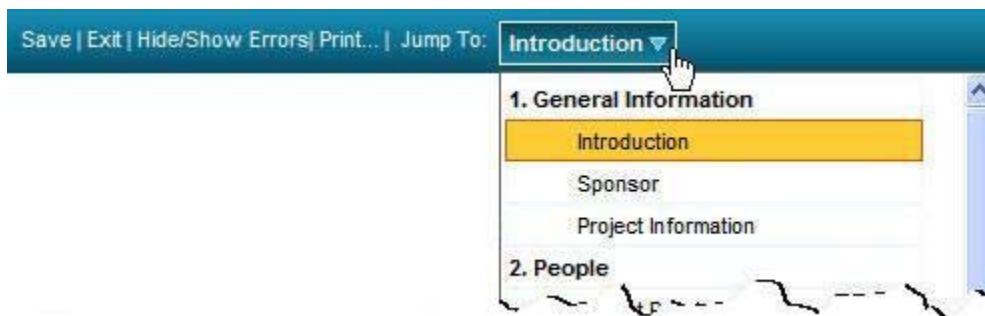 Save | Exit | Hide/Show Errors| Print... | Jump To: Introduction
1. General Information
Introduction
Sponsor
Project Information
2. People